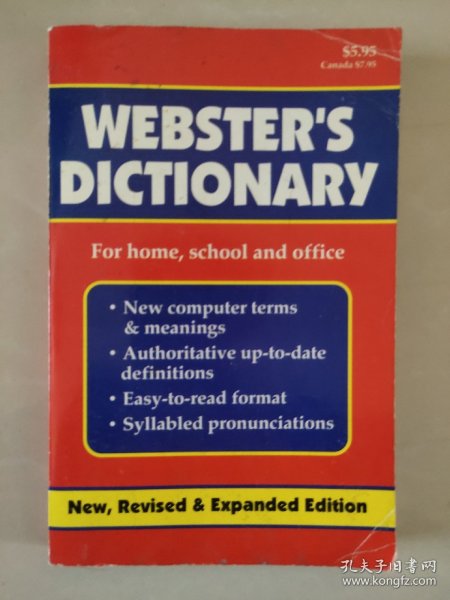 $5.95
Canada $7.95
WEBSTER'S
DICTIONARY
For home, school and office
• New computer terms
& meanings
• Authoritative up-to-date
definitions
• Easy-to-read format
• Syllabled pronunciations
New, Revised & Expanded Edition
孔夫子旧书网
www.kongfz.com